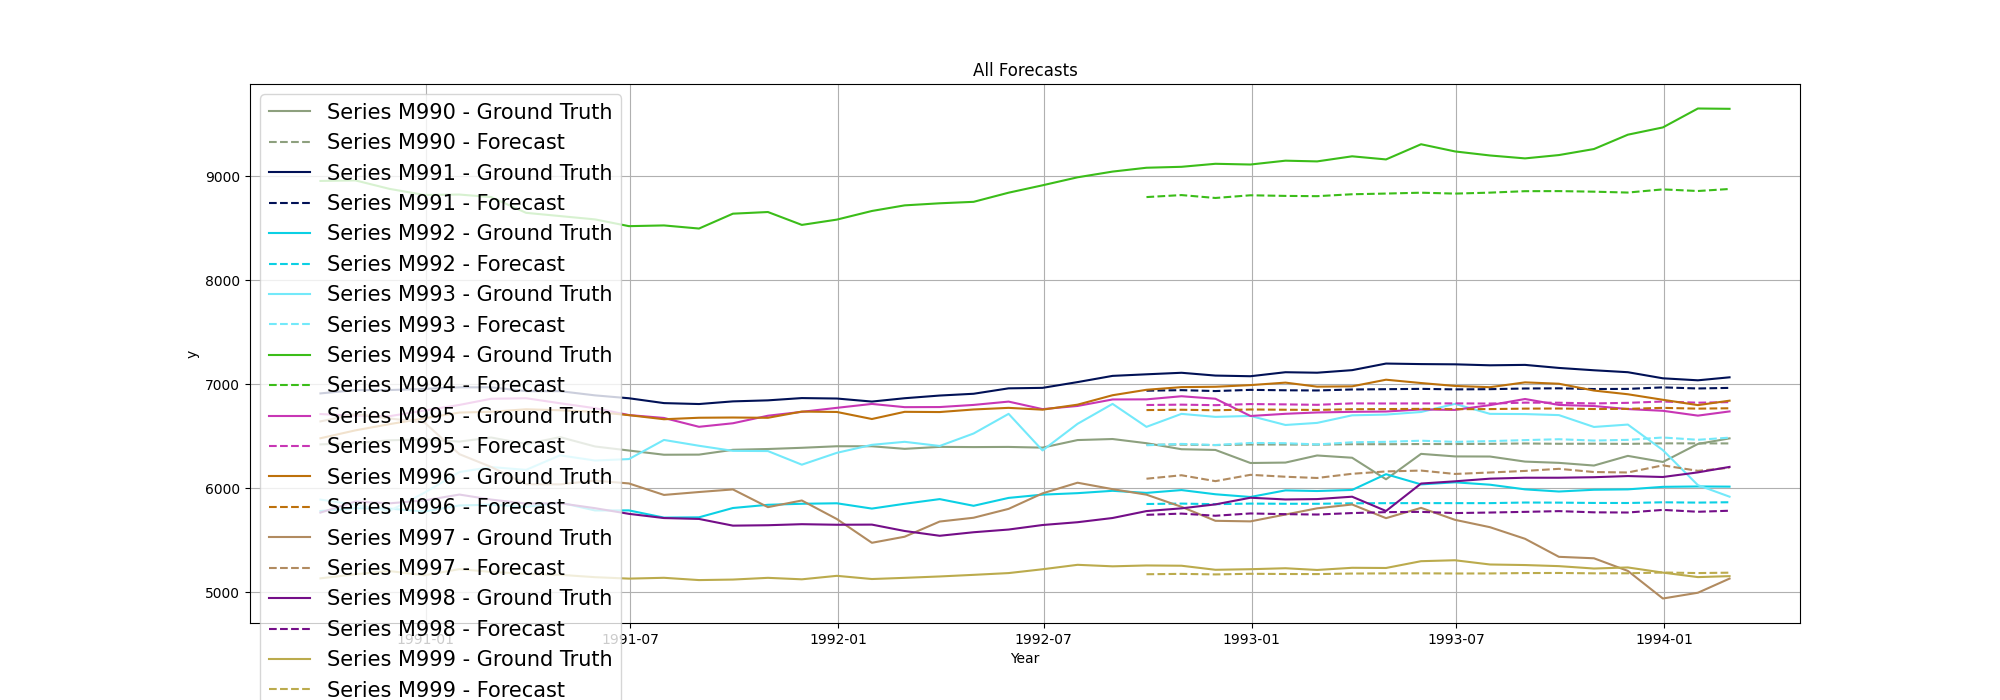 All Forecasts
Series M990 - Ground Truth
Series M990 - Forecast
Series M991 - Ground Truth
Series M991 - Forecast
Series M992 - Ground Truth
Series M992 - Forecast
Series M993 - Ground Truth
Series M993 - Forecast
Series M994 - Ground Truth
Series M994 - Forecast
Series M995 - Ground Truth
Series M995 - Forecast
Series M996 - Ground Truth
Series M996 - Forecast
Series M997 - Ground Truth
Series M997 - Forecast
Series M998 - Ground Truth
Series M998 - Forecast
Series M999 - Ground Truth
Series M999 - Forecast
9000
8000
7000
6000
5000
y
1991-01
1991-07
1992-01
1992-07
1993-01
1993-07
1994-01
Year